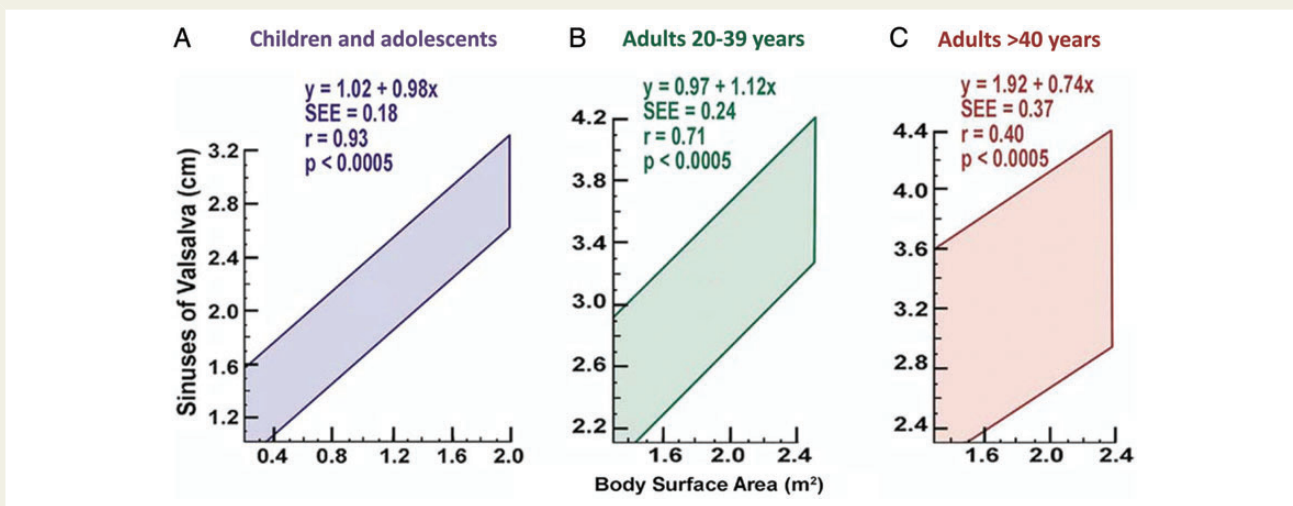 A Children and adolescents
y = 1.02 + 0.98x
SEE = 0.18
r = 0.93
p < 0.0005
Sinuses of Valsalva (cm)
3.2
2.8
2.4
2.0
1.6
1.2
0.4 0.8 1.2 1.6 2.0
B Adults 20-39 years
y = 0.97 + 1.12x
SEE = 0.24
r = 0.71
p < 0.0005
4.2
3.8
3.4
3.0
2.6
2.2
1.6 2.0 2.4
C Adults >40 years
y = 1.92 + 0.74x
SEE = 0.37
r = 0.40
p < 0.0005
4.4
4.0
3.6
3.2
2.8
2.4
1.6 2.0 2.4
Body Surface Area (m²)